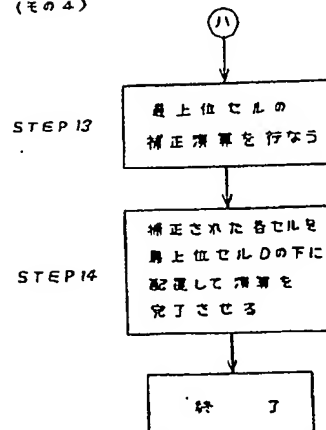 (その4)
ハ
STEP 13
最上位セルの
補正演算を行なう
STEP 14
補正された各セルを
最上位セルDの下に
配置して演算を
完了させる
終 了